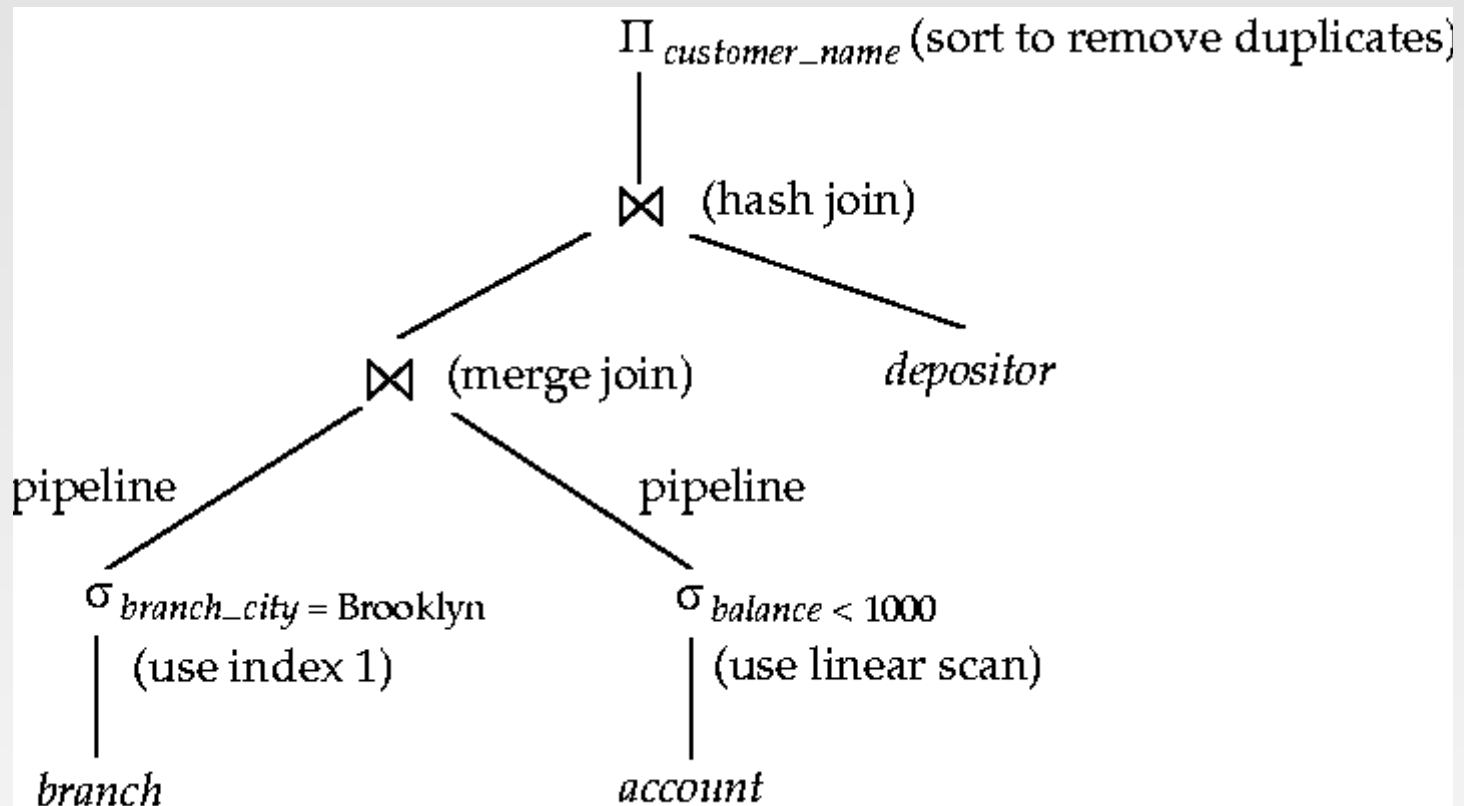 Π customer_name (sort to remove duplicates)
⋈ (hash join)
⋈ (merge join)
depositor
pipeline
pipeline
σ branch_city = Brooklyn
(use index 1)
σ balance < 1000
(use linear scan)
branch
account